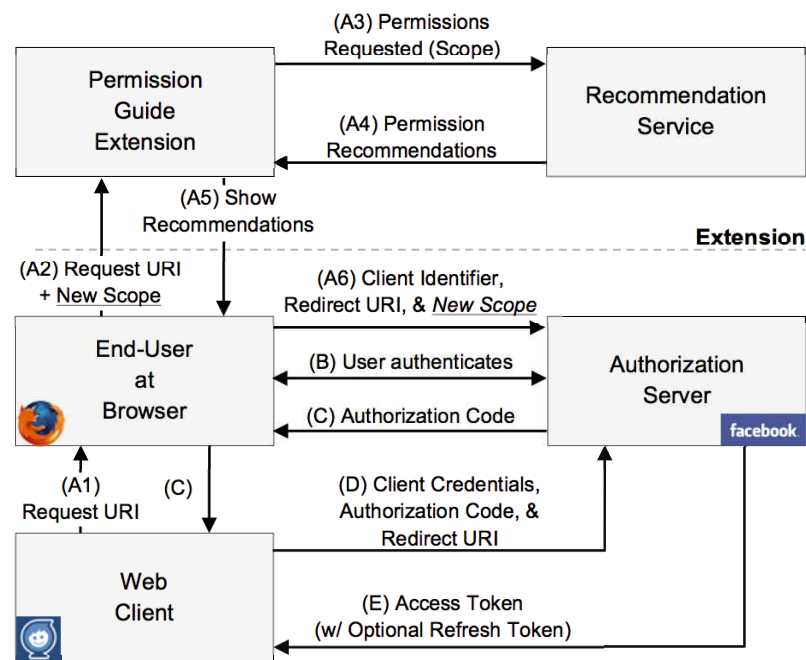 (A3) Permissions
Requested (Scope)
Permission
Guide
Extension
Recommendation
Service
(A4) Permission
Recommendations
(A5) Show
Recommendations
Extension
(A2) Request URI
+ New Scope
(A6) Client Identifier,
Redirect URI, & New Scope
End-User
at
Browser
(B) User authenticates
Authorization
Server
(C) Authorization Code
facebook
(A1)
Request URI
(C)
(D) Client Credentials,
Authorization Code, &
Redirect URI
Web
Client
(E) Access Token
(w/ Optional Refresh Token)